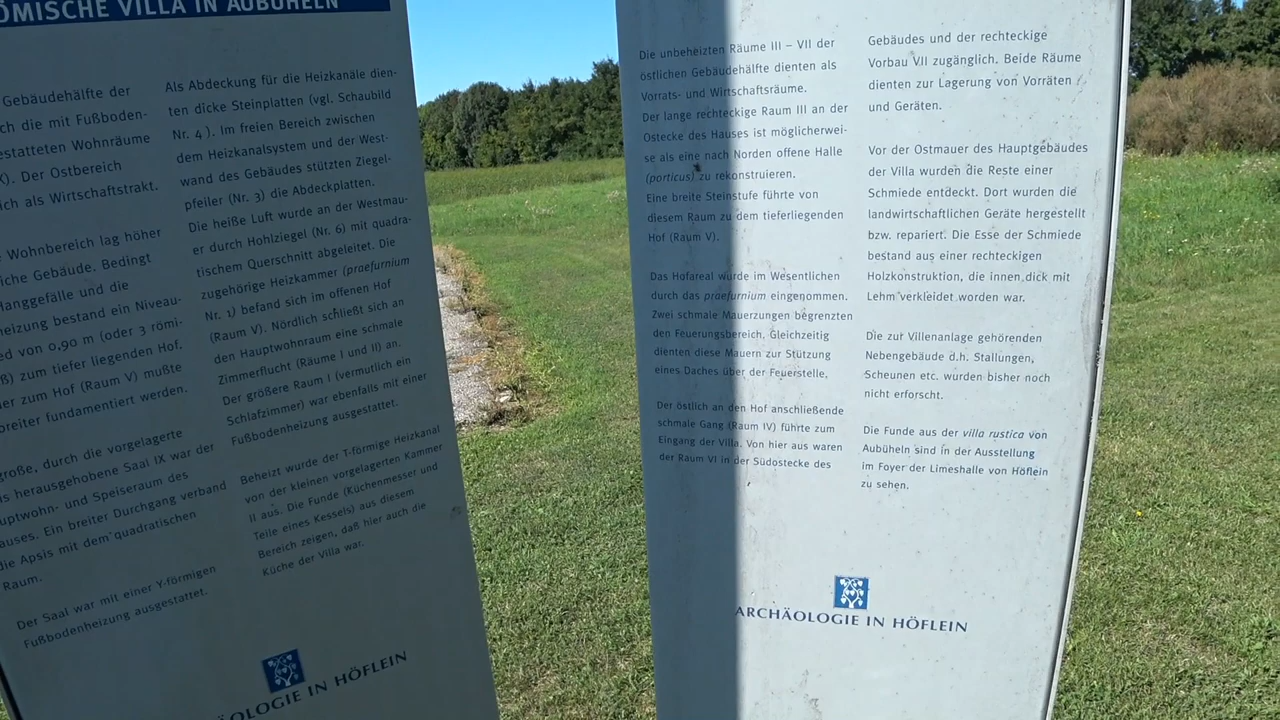 ÖMISCHE VILLA IN AUBÜHELN
Gebäudehälfte der
die mit Fußboden-
Wohnräume
Der Ostbereich
als Wirtschaftstrakt.
Wohnbereich lag höher
Gebäude. Bedingt
und die
bestand ein Niveau-
von 0,90 m (oder 3 römi-
zum tiefer liegenden Hof.
zum Hof (Raum V) mußte
breiter fundamentiert werden.
große, durch die vorgelagerte
herausgehobene Saal IX war der
und Speiseraum des
Ein breiter Durchgang verband
die Apsis mit dem quadratischen
Raum.
Der Saal war mit einer Y-förmigen
Fußbodenheizung ausgestattet.
Als Abdeckung für die Heizkanäle dien-
ten dicke Steinplatten (vgl. Schaubild
Nr. 4 ). Im freien Bereich zwischen
dem Heizkanalsystem und der West-
wand des Gebäudes stützten Ziegel-
pfeiler (Nr. 3) die Abdeckplatten.
Die heiße Luft wurde an der Westmau-
er durch Hohlziegel (Nr. 6) mit quadra-
tischem Querschnitt abgeleitet. Die
zugehörige Heizkammer (praefurnium
Nr. 1) befand sich im offenen Hof
(Raum V). Nördlich schließt sich an
den Hauptwohnraum eine schmale
Zimmerflucht (Räume I und II) an.
Der größere Raum I (vermutlich ein
Schlafzimmer) war ebenfalls mit einer
Fußbodenheizung ausgestattet.
Beheizt wurde der T-förmige Heizkanal
von der kleinen vorgelagerten Kammer
II aus. Die Funde (Küchenmesser und
Teile eines Kessels) aus diesem
Bereich zeigen, daß hier auch die
Küche der Villa war.
OLOGIE IN HÖFLEIN
Die unbeheizten Räume III – VII der
östlichen Gebäudehälfte dienten als
Vorrats- und Wirtschaftsräume.
Der lange rechteckige Raum III an der
Ostecke des Hauses ist möglicherwei-
se als eine nach Norden offene Halle
(porticus) zu rekonstruieren.
Eine breite Steinstufe führte von
diesem Raum zu dem tieferliegenden
Hof (Raum V).
Das Hofareal wurde im Wesentlichen
durch das praefurnium eingenommen.
Zwei schmale Mauerzungen begrenzten
den Feuerungsbereich. Gleichzeitig
dienten diese Mauern zur Stützung
eines Daches über der Feuerstelle.
Der östlich an den Hof anschließende
schmale Gang (Raum IV) führte zum
Eingang der Villa. Von hier aus waren
der Raum VI in der Südostecke des
Gebäudes und der rechteckige
Vorbau VII zugänglich. Beide Räume
dienten zur Lagerung von Vorräten
und Geräten.
Vor der Ostmauer des Hauptgebäudes
der Villa wurden die Reste einer
Schmiede entdeckt. Dort wurden die
landwirtschaftlichen Geräte hergestellt
bzw. repariert. Die Esse der Schmiede
bestand aus einer rechteckigen
Holzkonstruktion, die innen dick mit
Lehm verkleidet worden war.
Die zur Villenanlage gehörenden
Nebengebäude d.h. Stallungen,
Scheunen etc. wurden bisher noch
nicht erforscht.
Die Funde aus der villa rustica von
Aubüheln sind in der Ausstellung
im Foyer der Limeshalle von Höflein
zu sehen.
ARCHÄOLOGIE IN HÖFLEIN